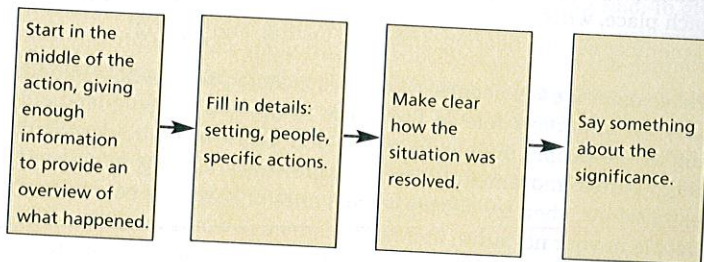 Start in the
middle of the
action, giving
enough
information
to provide an
overview of
what happened.
Fill in details:
setting, people,
specific actions.
Make clear
how the
situation was
resolved.
Say something
about the
significance.